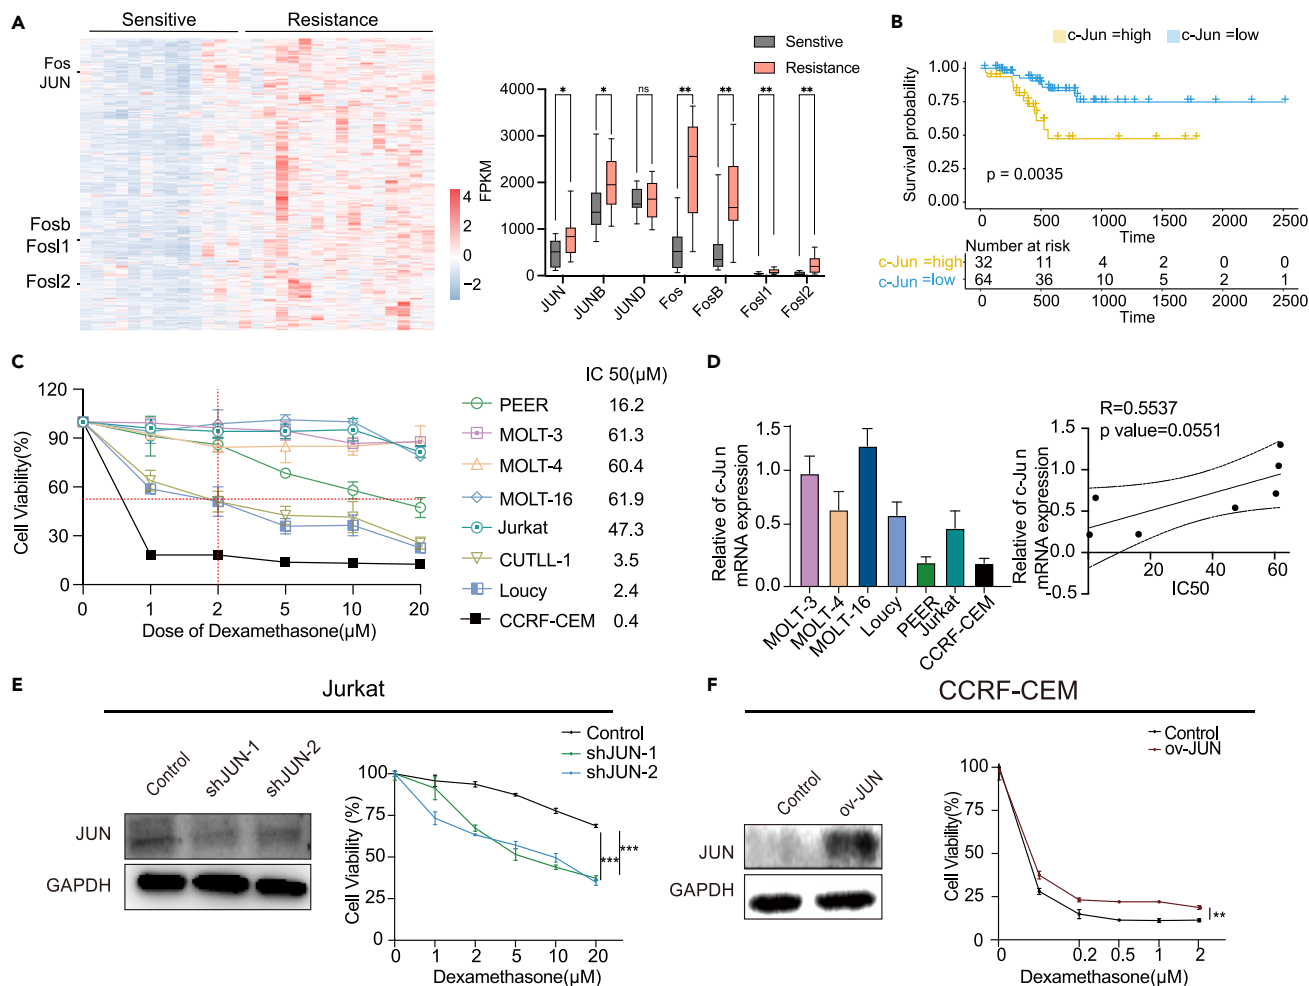 A
Sensitive
Resistance
Fos
JUN
Fosb
Fosl1
Fosl2
4
2
0
−2
Senstive
Resistance
FPKM
4000
3000
2000
1000
0
* * ns ** ** ** **
JUN JUNB JUND Fos FosB Fosl1 Fosl2
B
c-Jun =high c-Jun =low
Survival probability
1.00
0.75
0.50
0.25
0.00
p = 0.0035
0 500 1000 1500 2000 2500
Time
Number at risk
c-Jun =high 32 11 4 2 0 0
c-Jun =low 64 36 10 5 2 1
0 500 1000 1500 2000 2500
Time
C
Cell Viability(%)
120
90
60
30
0
0 1 2 5 10 20
Dose of Dexamethasone(μM)
IC 50(μM)
PEER 16.2
MOLT-3 61.3
MOLT-4 60.4
MOLT-16 61.9
Jurkat 47.3
CUTLL-1 3.5
Loucy 2.4
CCRF-CEM 0.4
D
Relative of c-Jun
mRNA expression
1.5
1.0
0.5
0.0
MOLT-3 MOLT-4 MOLT-16 Loucy PEER Jurkat CCRF-CEM
R=0.5537
p value=0.0551
Relative of c-Jun
mRNA expression
1.5
1.0
0.5
0.0
−0.5
20 40 60
IC50
E
Jurkat
Control shJUN-1 shJUN-2
JUN
GAPDH
Control
shJUN-1
shJUN-2
Cell Viability (%)
100
75
50
25
0
*** ***
0 1 2 5 10 20
Dexamethasone(μM)
F
CCRF-CEM
Control ov-JUN
JUN
GAPDH
Control
ov-JUN
Cell Viability(%)
100
75
50
25
0
**
0 0.2 0.5 1 2
Dexamethasone(μM)